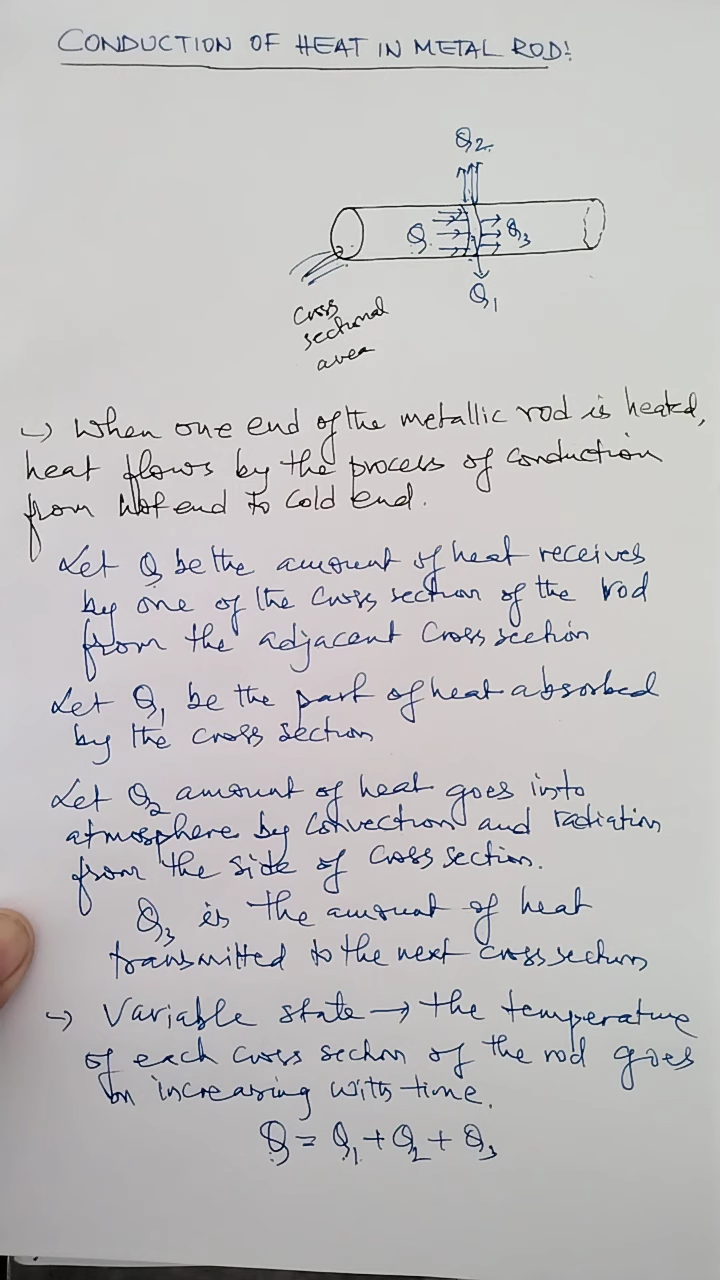 CONDUCTION OF HEAT IN METAL ROD!
Q2
Q
Q3
Q1
Cross
sectional
area
↪ When one end of the metallic rod is heated,
heat flows by the process of conduction
from hot end to cold end.
Let Q be the amount of heat receives
by one of the cross section of the rod
from the adjacent cross section
Let Q1 be the part of heat absorbed
by the cross section
Let Q2 amount of heat goes into
atmosphere by convection and radiation
from the side of cross section.
Q3 is the amount of heat
transmitted to the next cross section
↪ Variable state → the temperature
of each cross section of the rod goes
on increasing with time.
Q = Q1 + Q2 + Q3